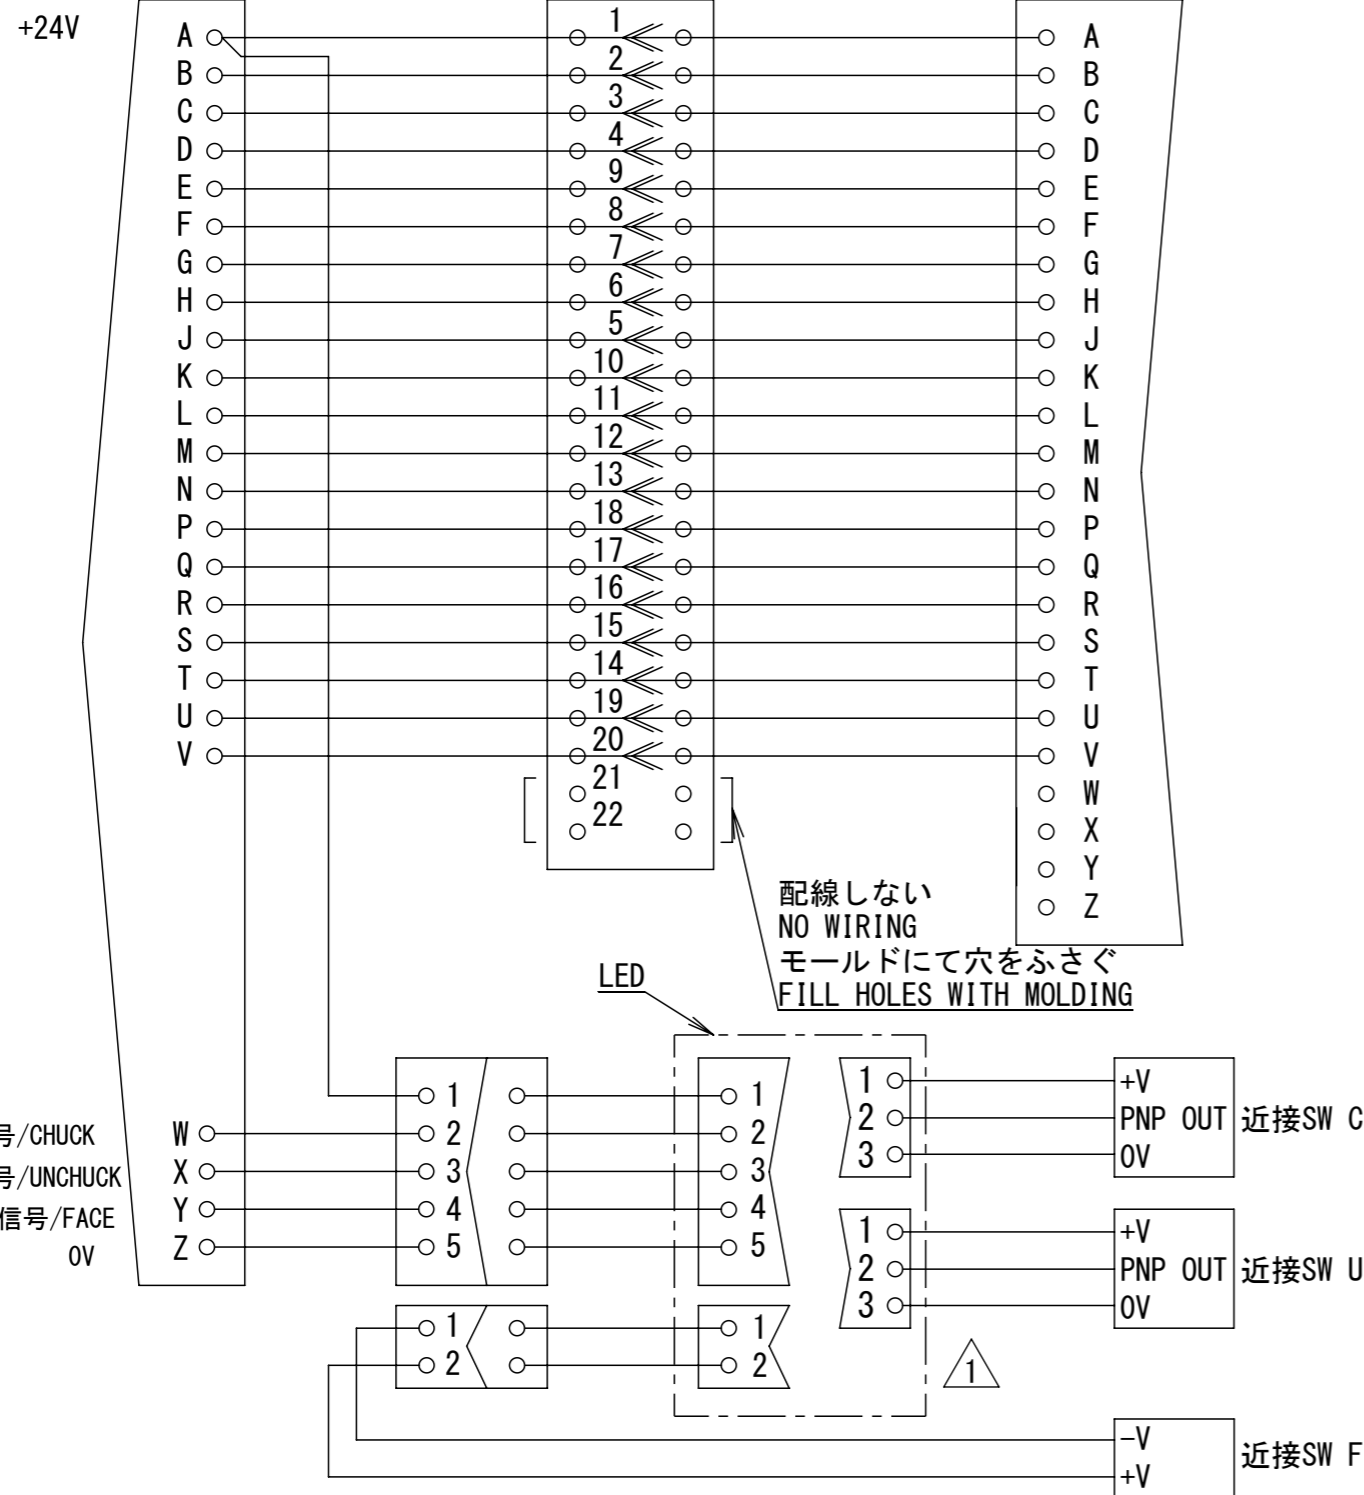 +24V
A 1 A
B 2 B
C 3 C
D 4 D
E 9 E
F 8 F
G 7 G
H 6 H
J 5 J
K 10 K
L 11 L
M 12 M
N 13 N
P 18 P
Q 17 Q
R 16 R
S 15 S
T 14 T
U 19 U
V 20 V
21 W
22 X
Y
Z
配線しない
NO WIRING
モールドにて穴をふさぐ
FILL HOLES WITH MOLDING
LED
1 1 1 +V
号/CHUCK W 2 2 2 PNP OUT 近接SW C
号/UNCHUCK X 3 3 3 0V
信号/FACE Y 4 4
0V Z 5 5
1 +V
2 PNP OUT 近接SW U
3 0V
1 1
2 2
1
-V
近接SW F
+V